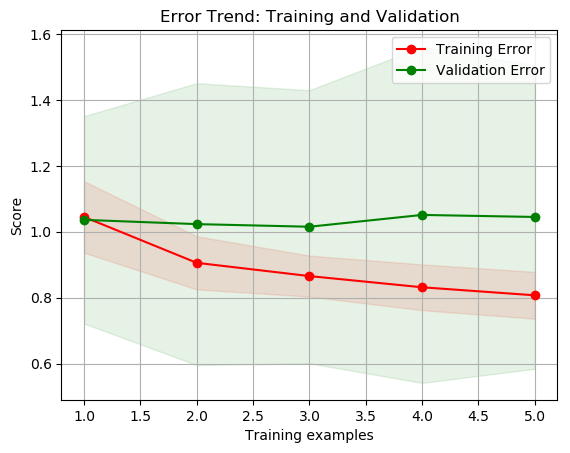 Error Trend: Training and Validation
Training Error
Validation Error
Score
1.6
1.4
1.2
1.0
0.8
0.6
1.0 1.5 2.0 2.5 3.0 3.5 4.0 4.5 5.0
Training examples